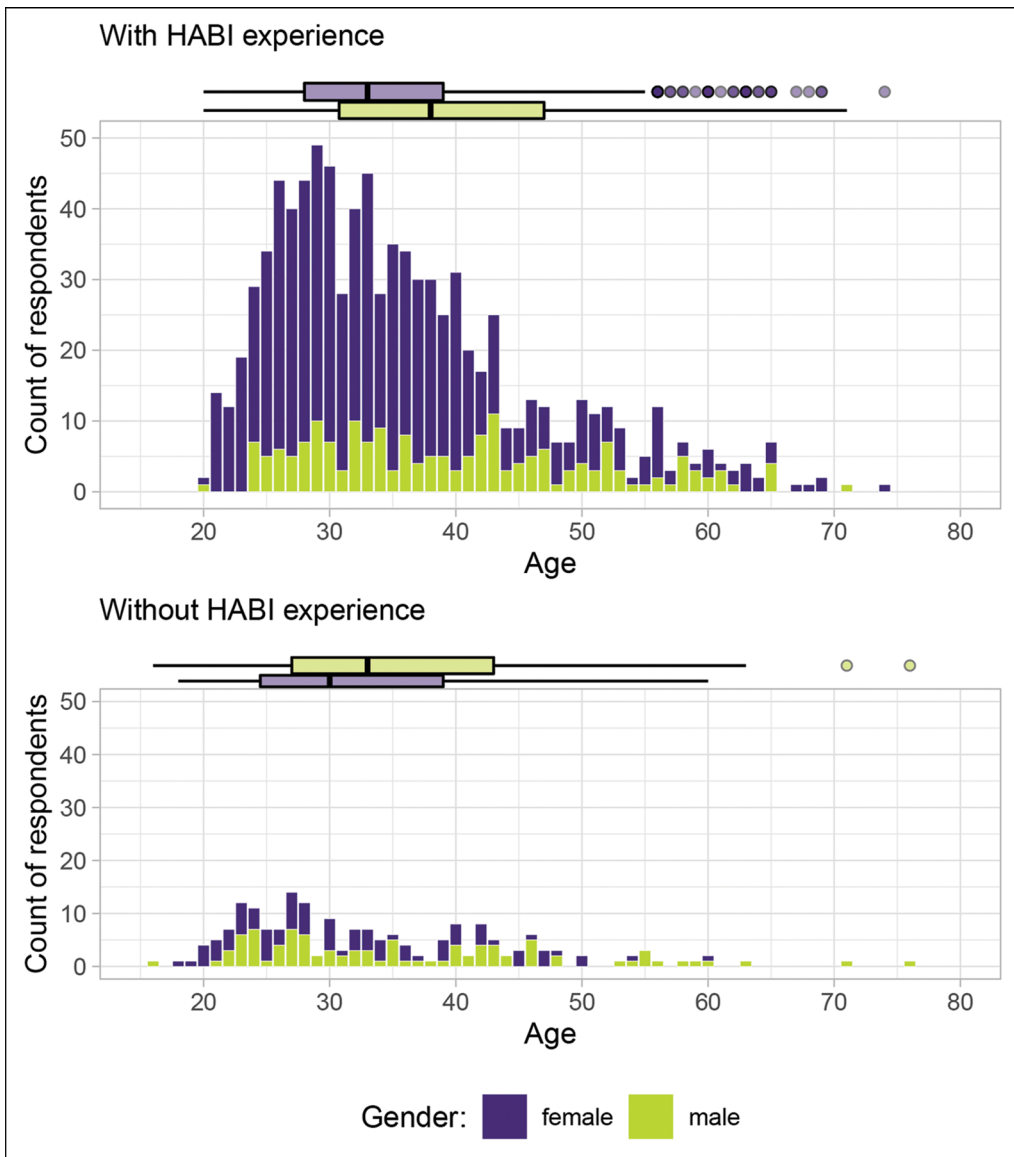 With HABI experience
50
40
30
20
10
0
Count of respondents
20 30 40 50 60 70 80
Age
Without HABI experience
50
40
30
20
10
0
Count of respondents
20 30 40 50 60 70 80
Age
Gender: female male